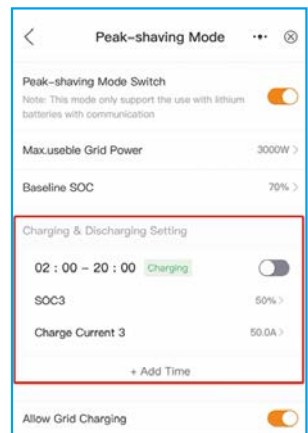 Peak-shaving Mode
Peak-shaving Mode Switch
Note: This mode only support the use with lithium
batteries with communication
Max.useble Grid Power 3000W >
Baseline SOC 70% >
Charging & Discharging Setting
02 : 00 - 20 : 00 Charging
SOC3 50% >
Charge Current 3 50.0A >
+ Add Time
Allow Grid Charging